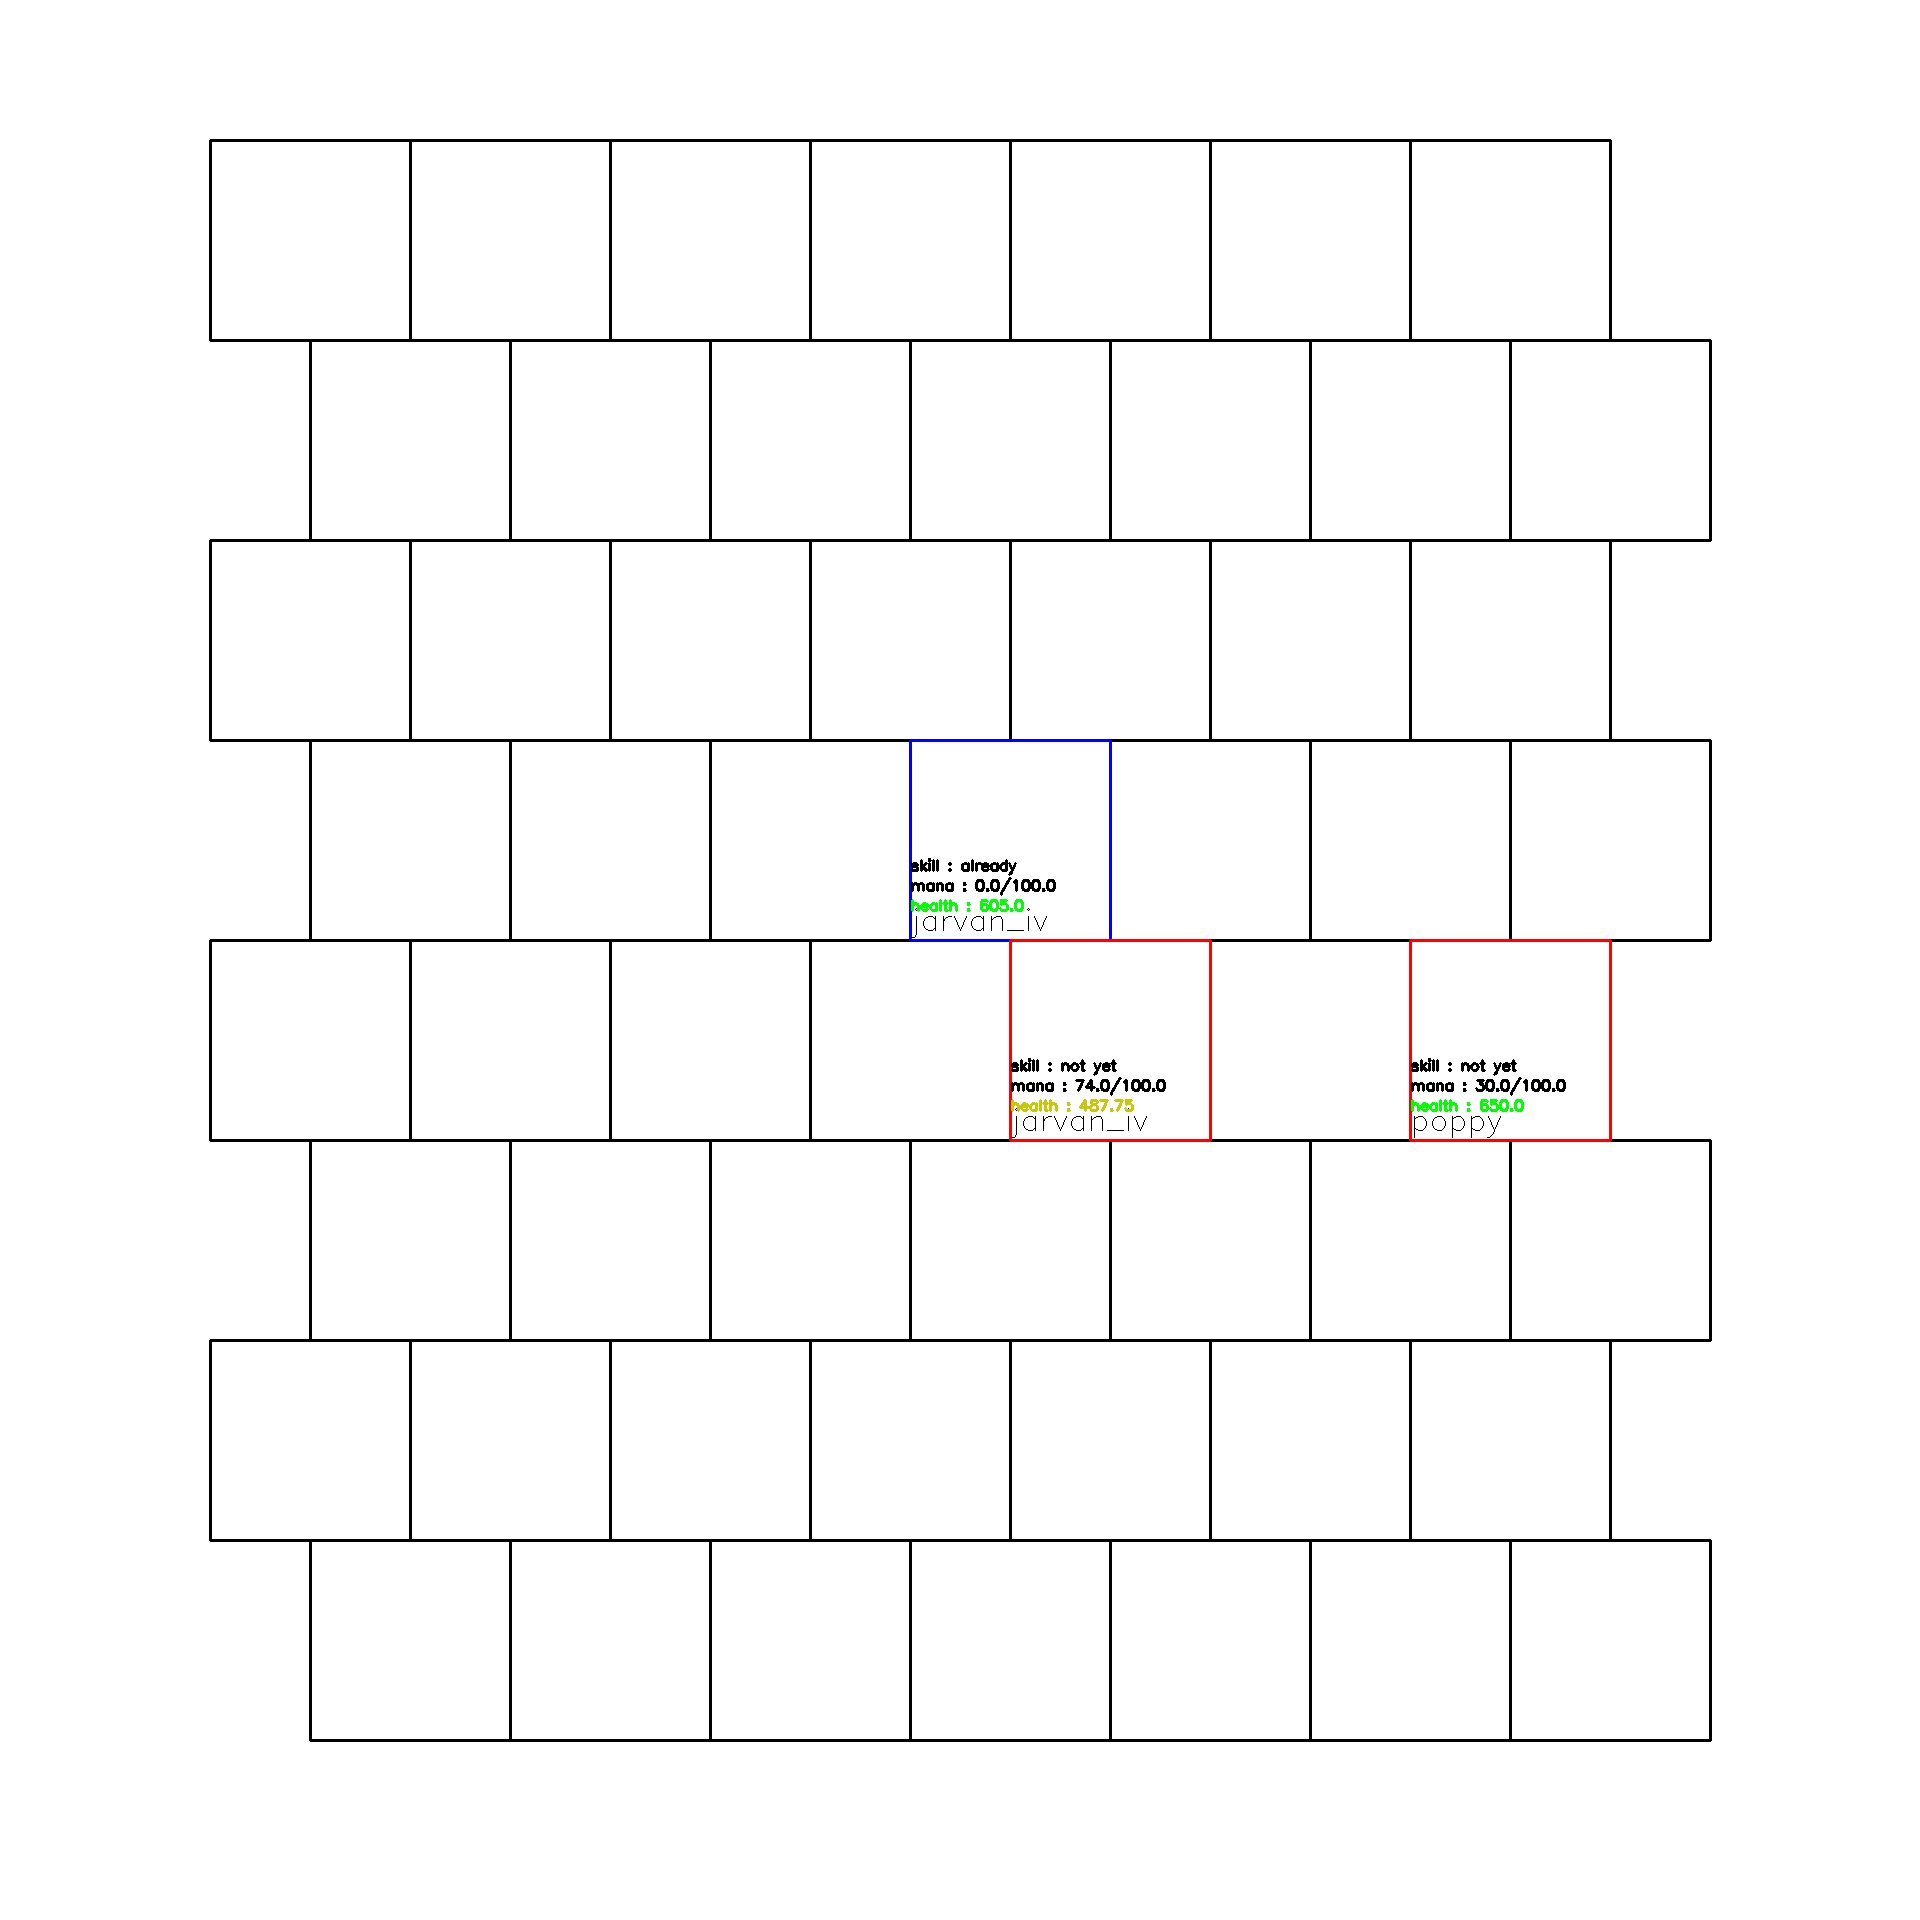 skill : already
mana : 0.0/100.0
health : 605.0
jarvan_iv
skill : not yet
mana : 74.0/100.0
health : 487.75
jarvan_iv
skill : not yet
mana : 30.0/100.0
health : 650.0
poppy